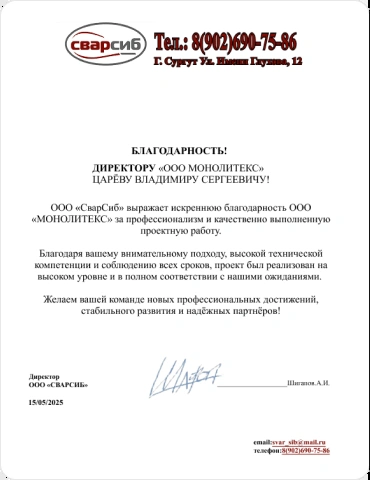 сварсиб
Тел.: 8(902)690-75-86
Г. Сургут Ул. Имени Глухова, 12
БЛАГОДАРНОСТЬ!
ДИРЕКТОРУ «ООО МОНОЛИТЕКС»
ЦАРЁВУ ВЛАДИМИРУ СЕРГЕЕВИЧУ!
ООО «СварСиб» выражает искреннюю благодарность ООО
«МОНОЛИТЕКС» за профессионализм и качественно выполненную
проектную работу.
Благодаря вашему внимательному подходу, высокой технической
компетенции и соблюдению всех сроков, проект был реализован на
высоком уровне и в полном соответствии с нашими ожиданиями.
Желаем вашей команде новых профессиональных достижений,
стабильного развития и надёжных партнёров!
Директор
ООО «СВАРСИБ»
Шигапов.А.И.
15/05/2025
email:svar_sib@mail.ru
телефон:8(902)690-75-86